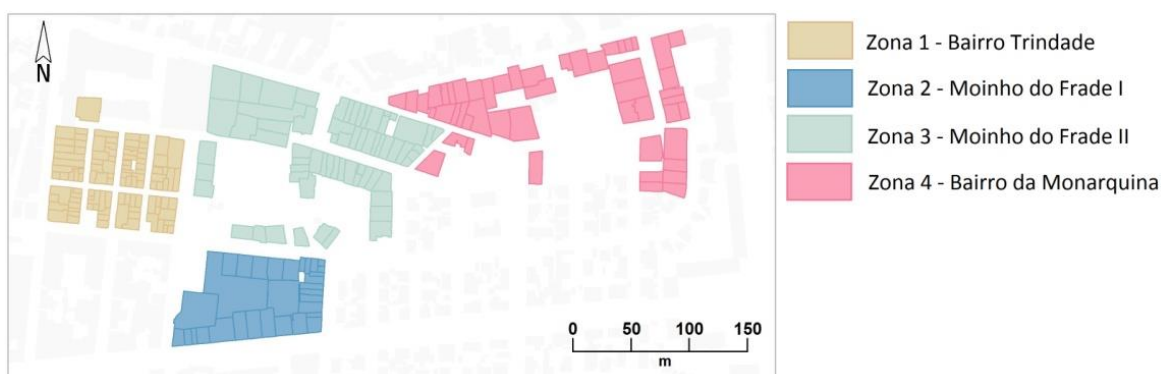 N
Zona 1 - Bairro Trindade
Zona 2 - Moinho do Frade I
Zona 3 - Moinho do Frade II
Zona 4 - Bairro da Monarquina
0 50 100 150
m